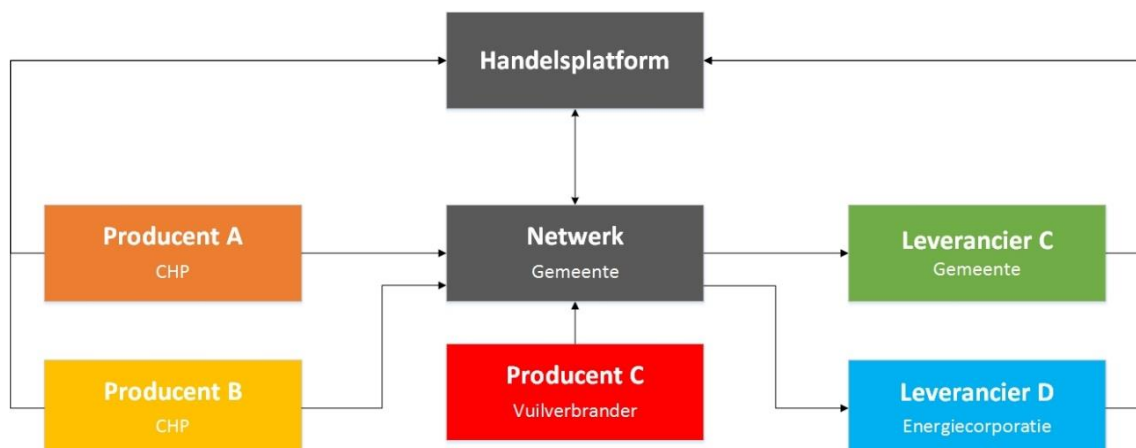 Handelsplatform
Producent A
CHP
Netwerk
Gemeente
Leverancier C
Gemeente
Producent B
CHP
Producent C
Vuilverbrander
Leverancier D
Energiecorporatie